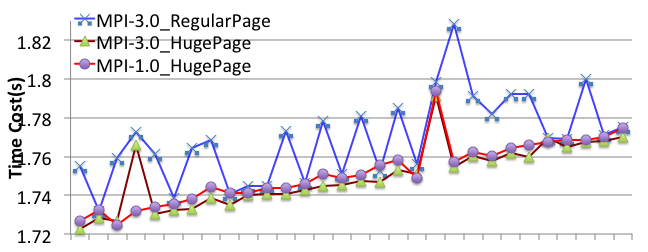 MPI-3.0_RegularPage
MPI-3.0_HugePage
MPI-1.0_HugePage
Time Cost(s)
1.82
1.8
1.78
1.76
1.74
1.72